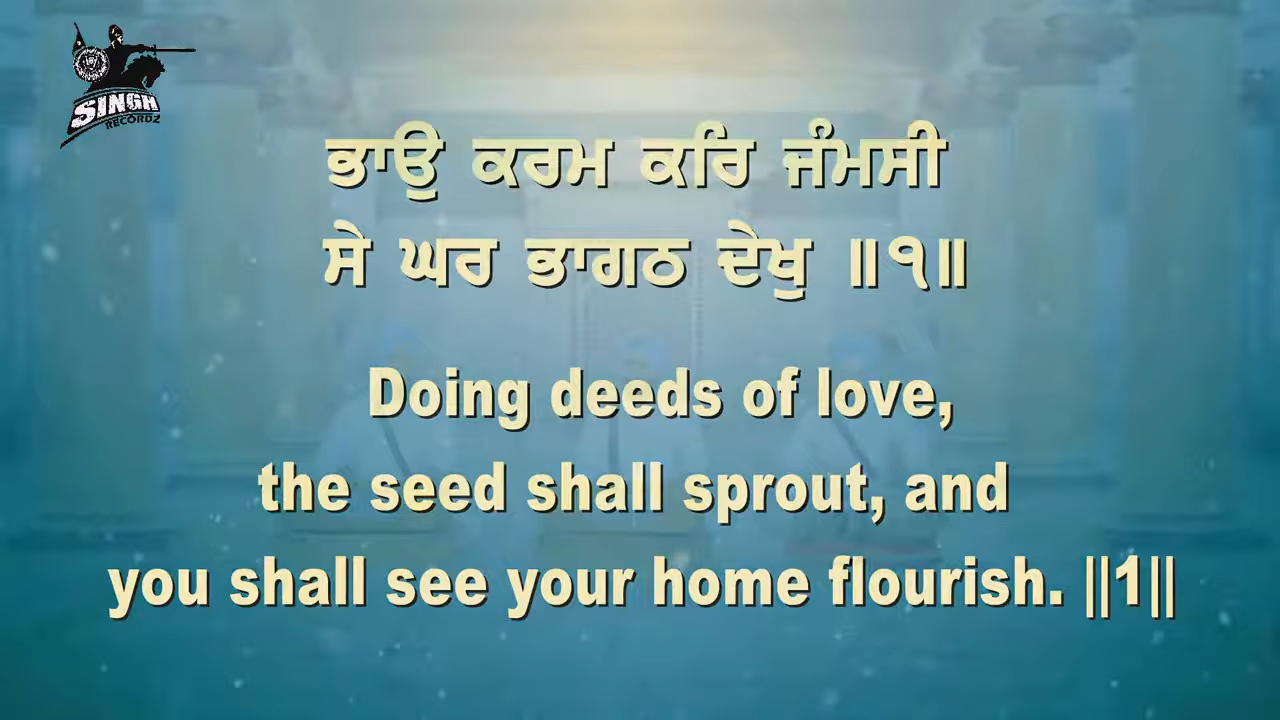 SINGH
RECORDZ
ਭਾਉ ਕਰਮ ਕਰਿ ਜੰਮਸੀ
ਸੇ ਘਰ ਭਾਗਠ ਦੇਖੁ ॥੧॥
Doing deeds of love,
the seed shall sprout, and
you shall see your home flourish. ||1||